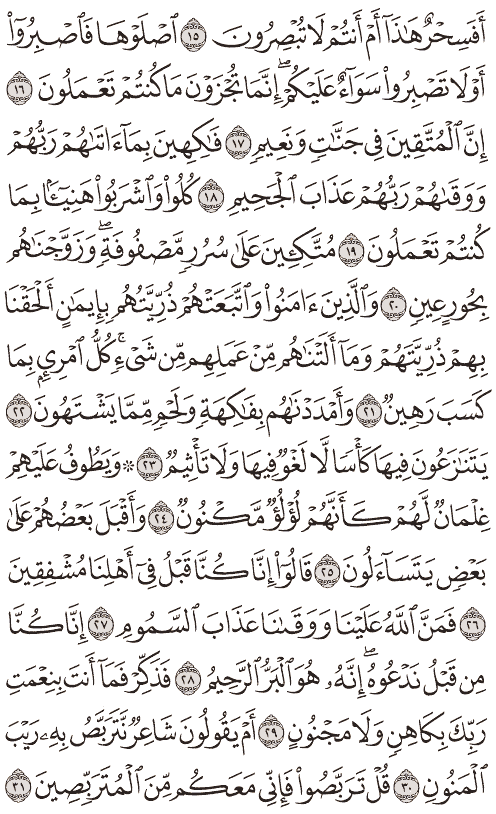 أَفَسِحْرٌ هَـٰذَآ أَمْ أَنتُمْ لَا تُبْصِرُونَ ١٥ ٱصْلَوْهَا فَٱصْبِرُوٓا۟
أَوْ لَا تَصْبِرُوا۟ سَوَآءٌ عَلَيْكُمْ ۖ إِنَّمَا تُجْزَوْنَ مَا كُنتُمْ تَعْمَلُونَ ١٦
إِنَّ ٱلْمُتَّقِينَ فِى جَنَّـٰتٍ وَنَعِيمٍ ١٧ فَـٰكِهِينَ بِمَآ ءَاتَىٰهُمْ رَبُّهُمْ
وَوَقَىٰهُمْ رَبُّهُمْ عَذَابَ ٱلْجَحِيمِ ١٨ كُلُوا۟ وَٱشْرَبُوا۟ هَنِيٓـًٔۢا بِمَا
كُنتُمْ تَعْمَلُونَ ١٩ مُتَّكِـِٔينَ عَلَىٰ سُرُرٍ مَّصْفُوفَةٍ ۖ وَزَوَّجْنَـٰهُم
بِحُورٍ عِينٍ ٢٠ وَٱلَّذِينَ ءَامَنُوا۟ وَٱتَّبَعَتْهُمْ ذُرِّيَّتُهُم بِإِيمَـٰنٍ أَلْحَقْنَا
بِهِمْ ذُرِّيَّتَهُمْ وَمَآ أَلَتْنَـٰهُم مِّنْ عَمَلِهِم مِّن شَىْءٍ ۚ كُلُّ ٱمْرِئٍۭ بِمَا
كَسَبَ رَهِينٌ ٢١ وَأَمْدَدْنَـٰهُم بِفَـٰكِهَةٍ وَلَحْمٍ مِّمَّا يَشْتَهُونَ ٢٢
يَتَنَـٰزَعُونَ فِيهَا كَأْسًا لَّا لَغْوٌ فِيهَا وَلَا تَأْثِيمٌ ٢٣ ۞ وَيَطُوفُ عَلَيْهِمْ
غِلْمَانٌ لَّهُمْ كَأَنَّهُمْ لُؤْلُؤٌ مَّكْنُونٌ ٢٤ وَأَقْبَلَ بَعْضُهُمْ عَلَىٰ
بَعْضٍ يَتَسَآءَلُونَ ٢٥ قَالُوٓا۟ إِنَّا كُنَّا قَبْلُ فِىٓ أَهْلِنَا مُشْفِقِينَ
٢٦ فَمَنَّ ٱللَّهُ عَلَيْنَا وَوَقَىٰنَا عَذَابَ ٱلسَّمُومِ ٢٧ إِنَّا كُنَّا
مِن قَبْلُ نَدْعُوهُ ۖ إِنَّهُۥ هُوَ ٱلْبَرُّ ٱلرَّحِيمُ ٢٨ فَذَكِّرْ فَمَآ أَنتَ بِنِعْمَتِ
رَبِّكَ بِكَاهِنٍ وَلَا مَجْنُونٍ ٢٩ أَمْ يَقُولُونَ شَاعِرٌ نَّتَرَبَّصُ بِهِۦ رَيْبَ
ٱلْمَنُونِ ٣٠ قُلْ تَرَبَّصُوا۟ فَإِنِّى مَعَكُم مِّنَ ٱلْمُتَرَبِّصِينَ ٣١